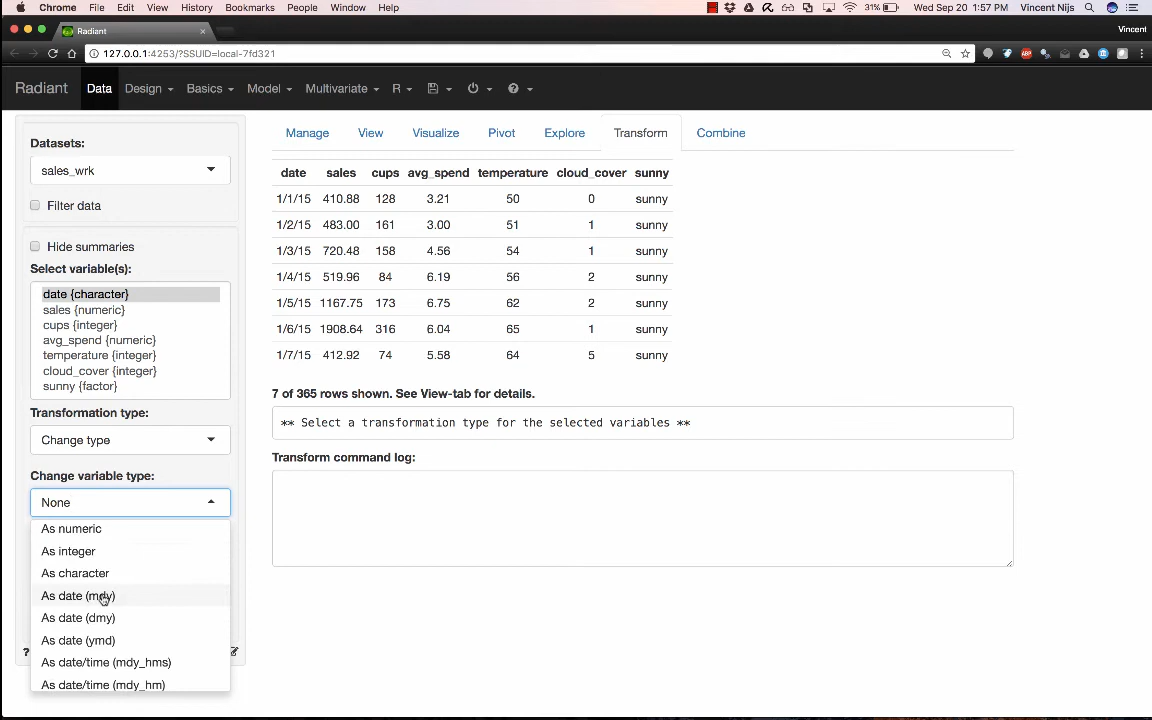 Chrome File Edit View History Bookmarks People Window Help 31% Wed Sep 20 1:57 PM Vincent Nijs
Radiant Vincent
127.0.0.1:4253/?SSUID=local-7fd321 ABP
Radiant Data Design Basics Model Multivariate R
Datasets:
sales_wrk
Filter data
Hide summaries
Select variable(s):
date {character}
sales {numeric}
cups {integer}
avg_spend {numeric}
temperature {integer}
cloud_cover {integer}
sunny {factor}
Transformation type:
Change type
Change variable type:
None
As numeric
As integer
As character
As date (mdy)
As date (dmy)
As date (ymd)
As date/time (mdy_hms)
As date/time (mdy_hm)
Manage View Visualize Pivot Explore Transform Combine
date sales cups avg_spend temperature cloud_cover sunny
1/1/15 410.88 128 3.21 50 0 sunny
1/2/15 483.00 161 3.00 51 1 sunny
1/3/15 720.48 158 4.56 54 1 sunny
1/4/15 519.96 84 6.19 56 2 sunny
1/5/15 1167.75 173 6.75 62 2 sunny
1/6/15 1908.64 316 6.04 65 1 sunny
1/7/15 412.92 74 5.58 64 5 sunny
7 of 365 rows shown. See View-tab for details.
** Select a transformation type for the selected variables **
Transform command log: